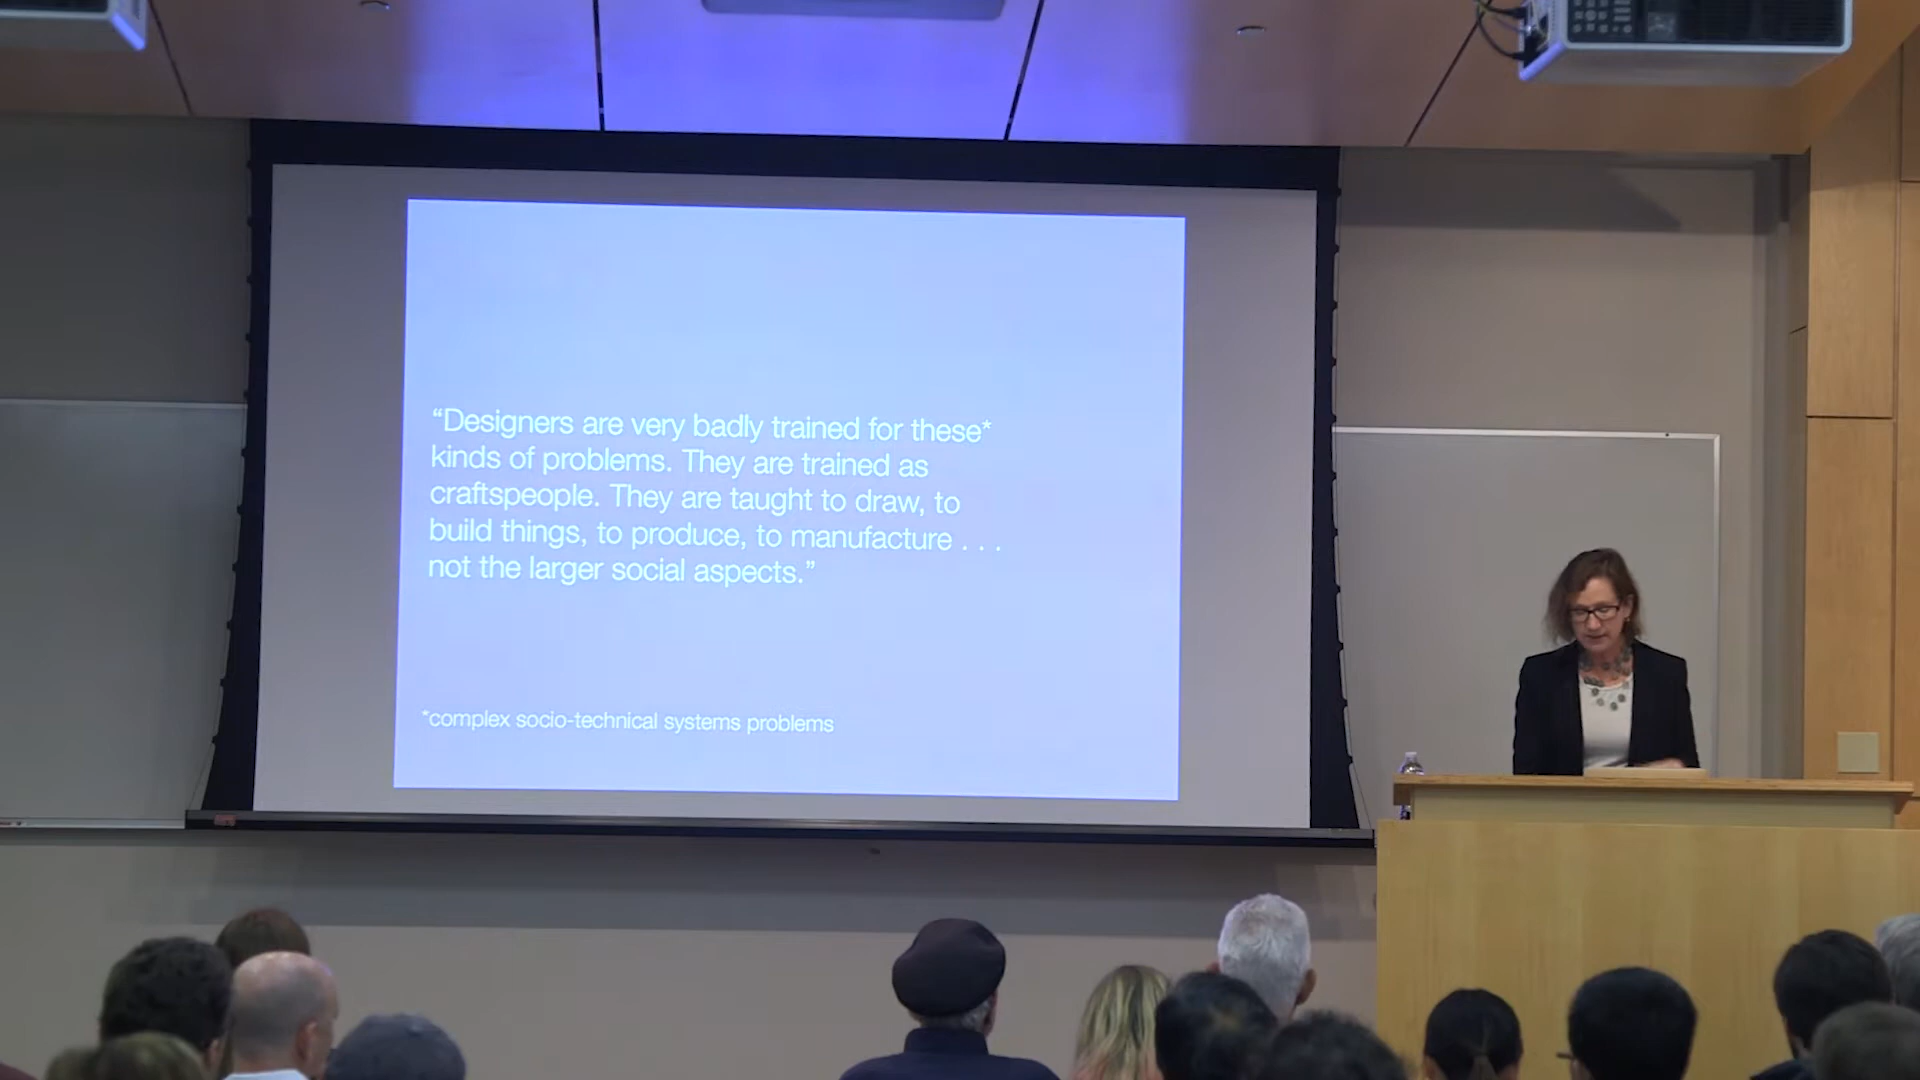 “Designers are very badly trained for these*
kinds of problems. They are trained as
craftspeople. They are taught to draw, to
build things, to produce, to manufacture . . .
not the larger social aspects.”
*complex socio-technical systems problems